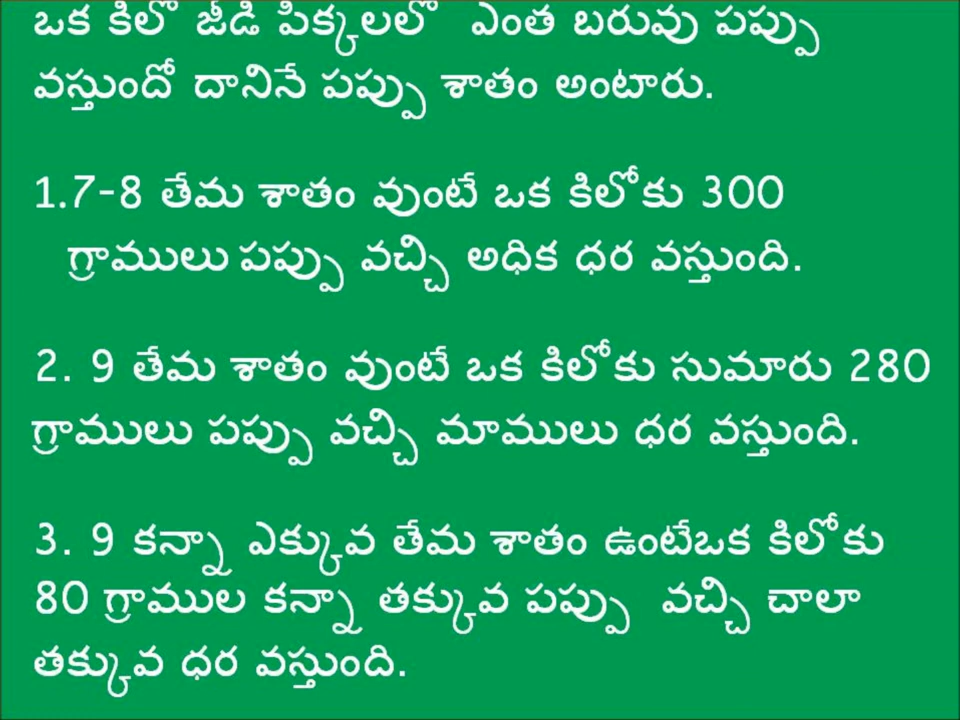 ఒక కిలో జీడి పిక్కలలో ఎంత బరువు పప్పు
వస్తుందో దానినే పప్పు శాతం అంటారు.
1.7-8 తేమ శాతం వుంటే ఒక కిలోకు 300
గ్రాములు పప్పు వచ్చి అధిక ధర వస్తుంది.
2. 9 తేమ శాతం వుంటే ఒక కిలోకు సుమారు 280
గ్రాములు పప్పు వచ్చి మాములు ధర వస్తుంది.
3. 9 కన్నా ఎక్కువ తేమ శాతం ఉంటేఒక కిలోకు
80 గ్రాముల కన్నా తక్కువ పప్పు వచ్చి చాలా
తక్కువ ధర వస్తుంది.